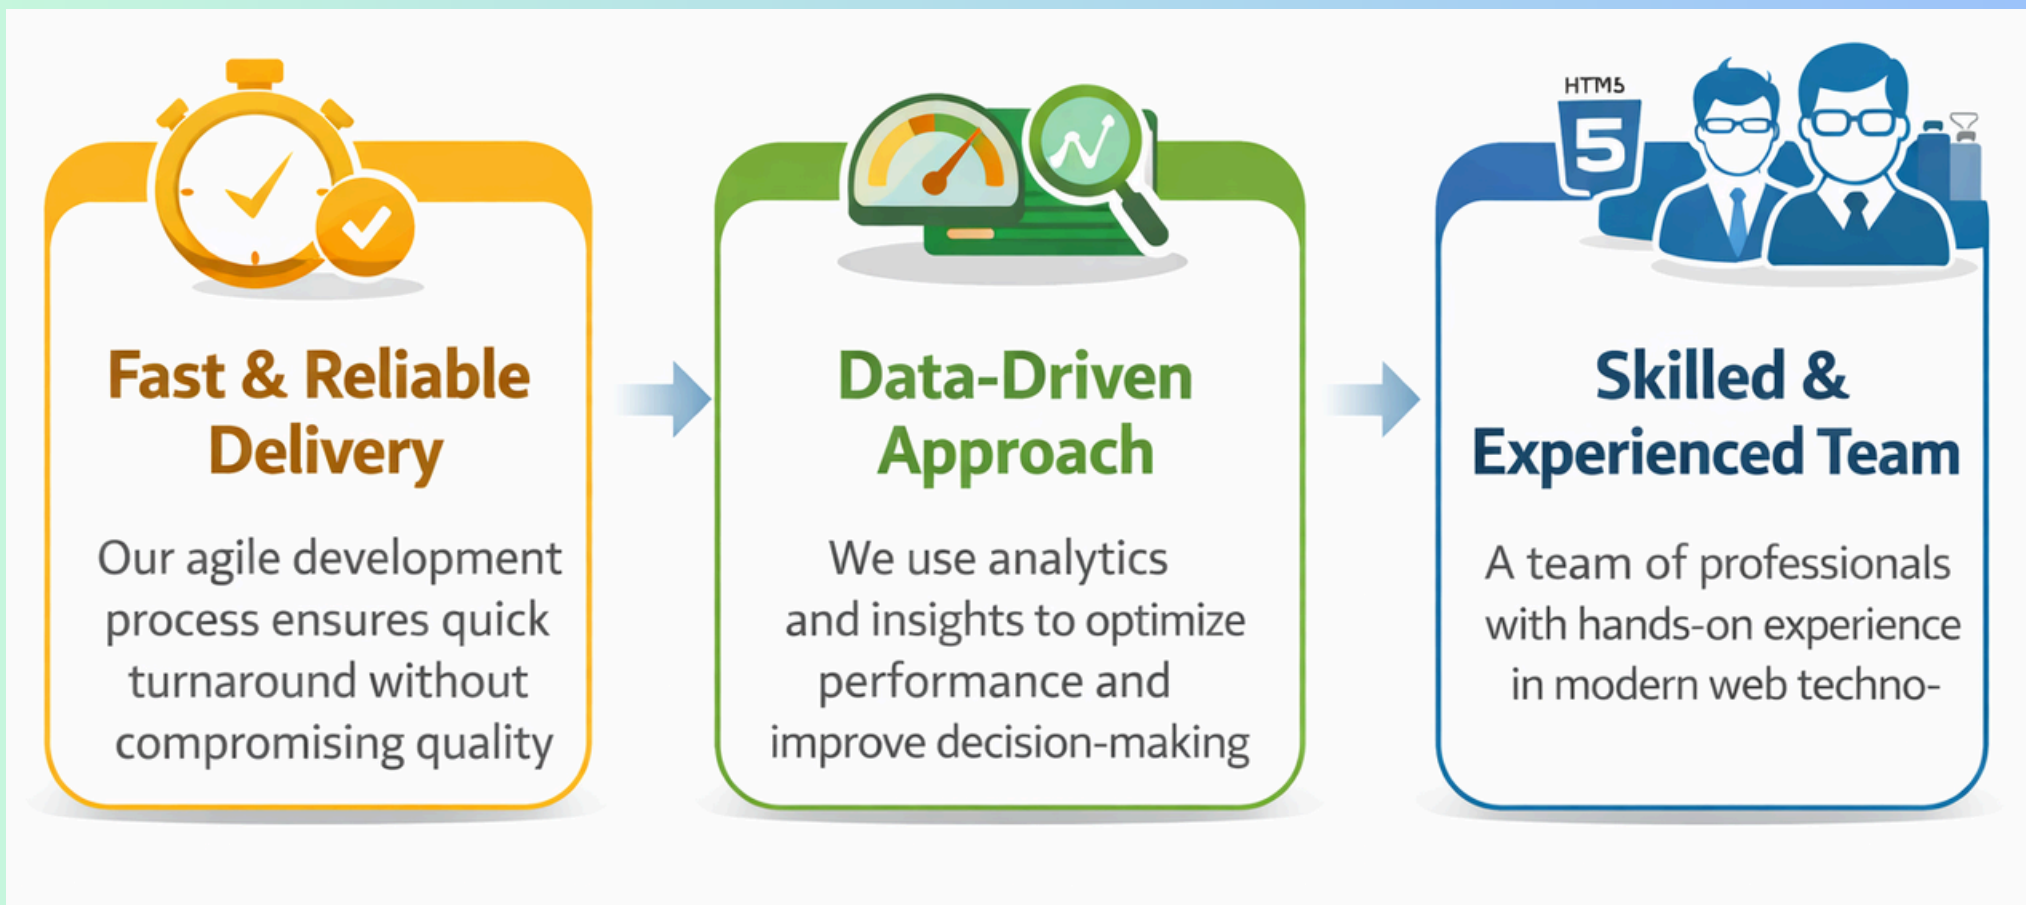 Fast & Reliable
Delivery
Our agile development
process ensures quick
turnaround without
compromising quality
Data-Driven
Approach
We use analytics
and insights to optimize
performance and
improve decision-making
HTM5
5
Skilled &
Experienced Team
A team of professionals
with hands-on experience
in modern web techno-